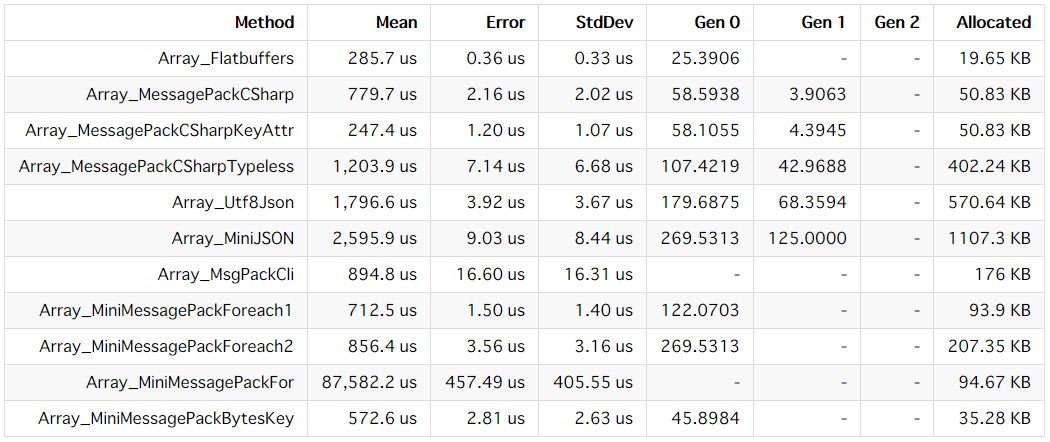 Method Mean Error StdDev Gen 0 Gen 1 Gen 2 Allocated
Array_Flatbuffers 285.7 us 0.36 us 0.33 us 25.3906 - - 19.65 KB
Array_MessagePackCSharp 779.7 us 2.16 us 2.02 us 58.5938 3.9063 - 50.83 KB
Array_MessagePackCSharpKeyAttr 247.4 us 1.20 us 1.07 us 58.1055 4.3945 - 50.83 KB
Array_MessagePackCSharpTypeless 1,203.9 us 7.14 us 6.68 us 107.4219 42.9688 - 402.24 KB
Array_Utf8Json 1,796.6 us 3.92 us 3.67 us 179.6875 68.3594 - 570.64 KB
Array_MiniJSON 2,595.9 us 9.03 us 8.44 us 269.5313 125.0000 - 1107.3 KB
Array_MsgPackCli 894.8 us 16.60 us 16.31 us - - - 176 KB
Array_MiniMessagePackForeach1 712.5 us 1.50 us 1.40 us 122.0703 - - 93.9 KB
Array_MiniMessagePackForeach2 856.4 us 3.56 us 3.16 us 269.5313 - - 207.35 KB
Array_MiniMessagePackFor 87,582.2 us 457.49 us 405.55 us - - - 94.67 KB
Array_MiniMessagePackBytesKey 572.6 us 2.81 us 2.63 us 45.8984 - - 35.28 KB